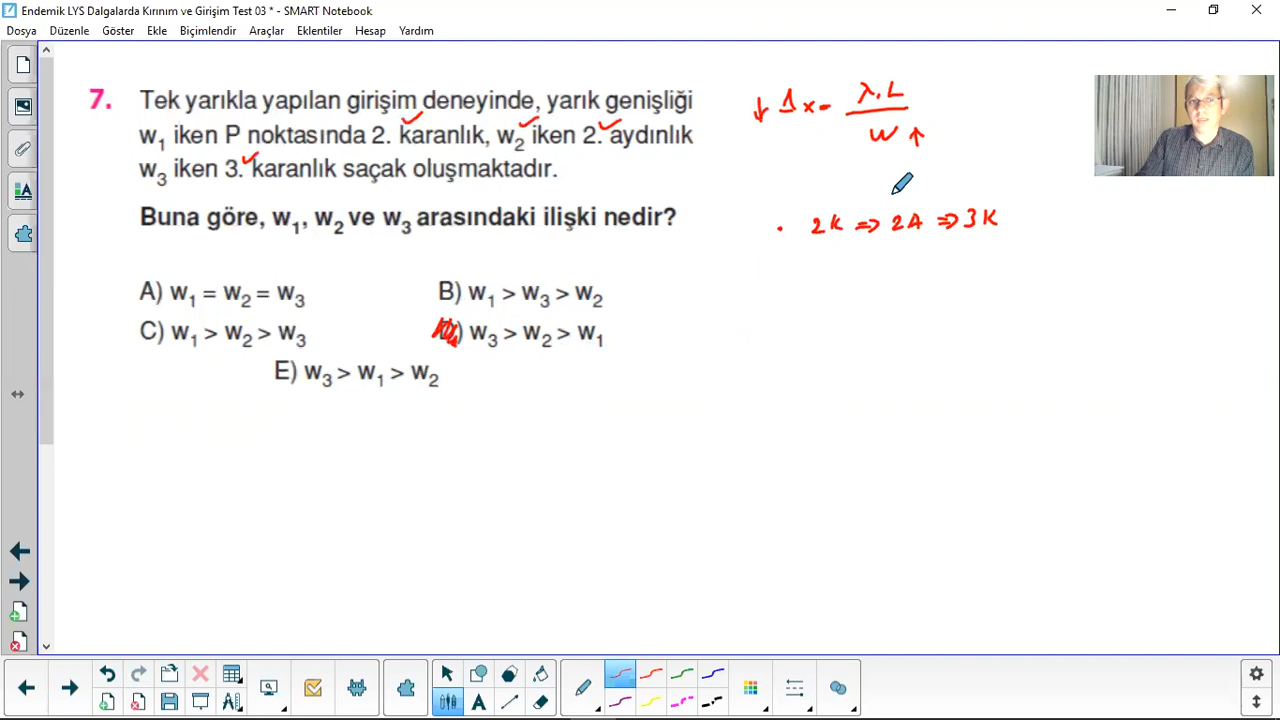 Endemik LYS Dalgalarda Kırınım ve Girişim Test 03 * - SMART Notebook
Dosya Düzenle Göster Ekle Biçimlendiri Araçlar Eklentiler Hesap Yardım
7. Tek yarıkla yapılan girişim deneyinde, yarık genişliği
w₁ iken P noktasında 2. karanlık, w₂ iken 2. aydınlık
w₃ iken 3. karanlık saçak oluşmaktadır.
Buna göre, w₁, w₂ ve w₃ arasındaki ilişki nedir?
A) w₁ = w₂ = w₃ B) w₁ > w₃ > w₂
C) w₁ > w₂ > w₃ D) w₃ > w₂ > w₁
E) w₃ > w₁ > w₂
↓ Δx = λ.L / w ↑
. 2K ⇒ 2A ⇒ 3K